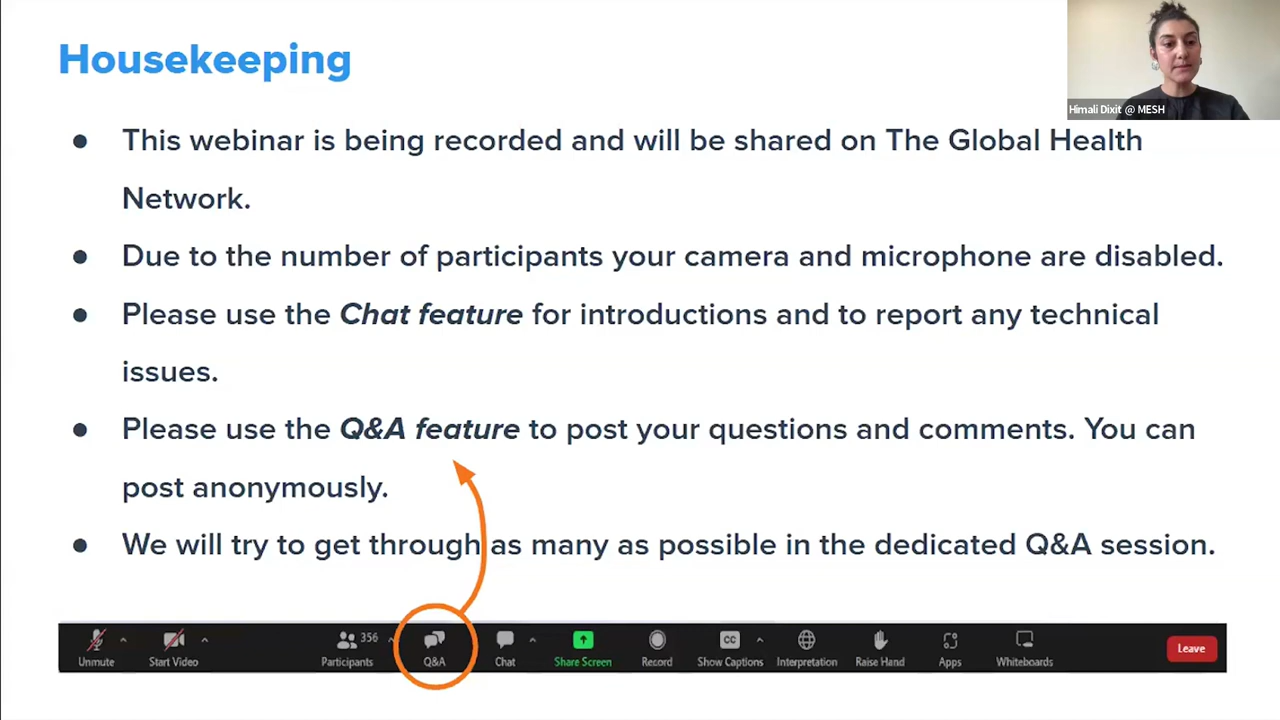 Housekeeping
Himali Dixit @ MESH
● This webinar is being recorded and will be shared on The Global Health
Network.
● Due to the number of participants your camera and microphone are disabled.
● Please use the Chat feature for introductions and to report any technical
issues.
● Please use the Q&A feature to post your questions and comments. You can
post anonymously.
● We will try to get through as many as possible in the dedicated Q&A session.
356 CC
Unmute Start Video Participants Q&A Chat Share Screen Record Show Captions Interpretation Raise Hand Apps Whiteboards Leave